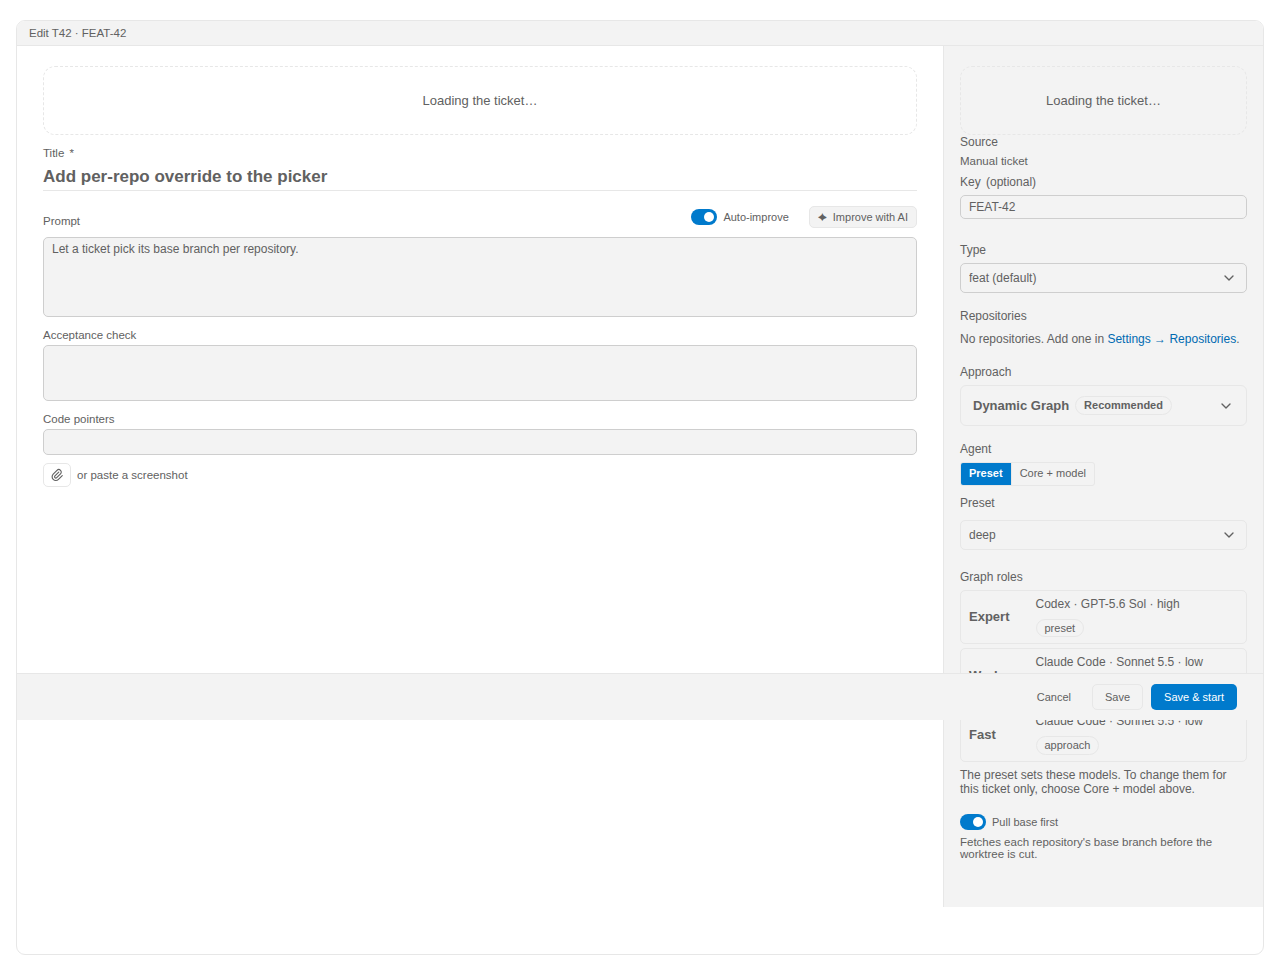 Edit T42 · FEAT-42
Loading the ticket…
Title *
Add per-repo override to the picker
Prompt
Auto-improve
Improve with AI
Let a ticket pick its base branch per repository.
Acceptance check
Code pointers
or paste a screenshot
Loading the ticket…
Source
Manual ticket
Key (optional)
FEAT-42
Type
feat (default)
Repositories
No repositories. Add one in Settings → Repositories.
Approach
Dynamic Graph Recommended
Agent
Preset Core + model
Preset
deep
Graph roles
Codex · GPT-5.6 Sol · high
Expert
preset
Claude Code · Sonnet 5.5 · low
Cancel Save Save & start
Claude Code · Sonnet 5.5 · low
Fast
approach
The preset sets these models. To change them for
this ticket only, choose Core + model above.
Pull base first
Fetches each repository's base branch before the
worktree is cut.